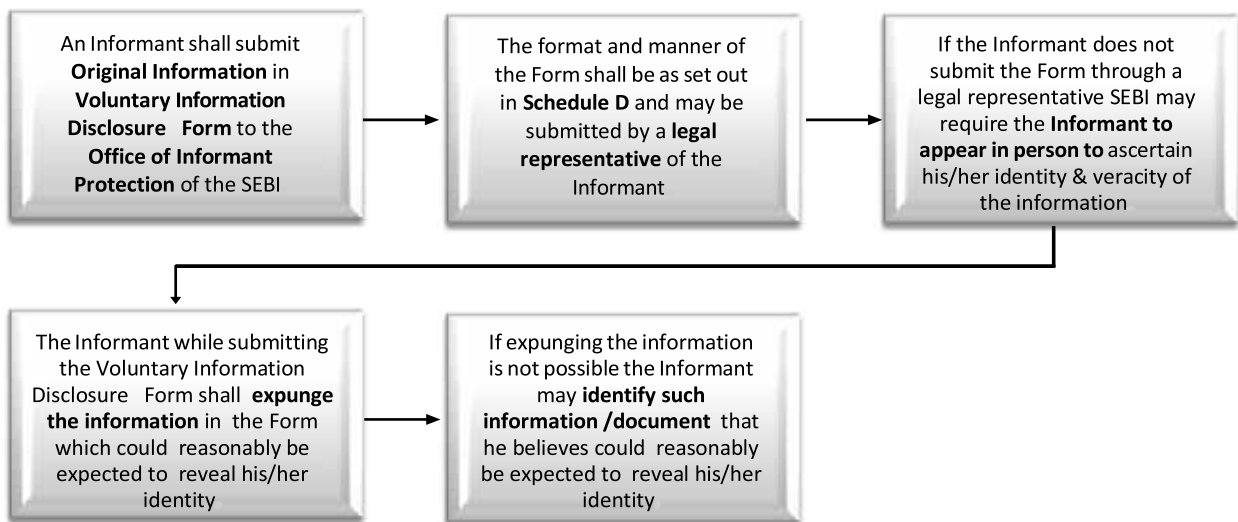 An Informant shall submit
Original Information in
Voluntary Information
Disclosure Form to the
Office of Informant
Protection of the SEBI
The format and manner of
the Form shall be as set out
in Schedule D and may be
submitted by a legal
representative of the
Informant
If the Informant does not
submit the Form through a
legal representative SEBI may
require the Informant to
appear in person to ascertain
his/her identity & veracity of
the information
The Informant while submitting
the Voluntary Information
Disclosure Form shall expunge
the information in the Form
which could reasonably be
expected to reveal his/her
identity
If expunging the information
is not possible the Informant
may identify such
information /document that
he believes could reasonably
be expected to reveal his/her
identity